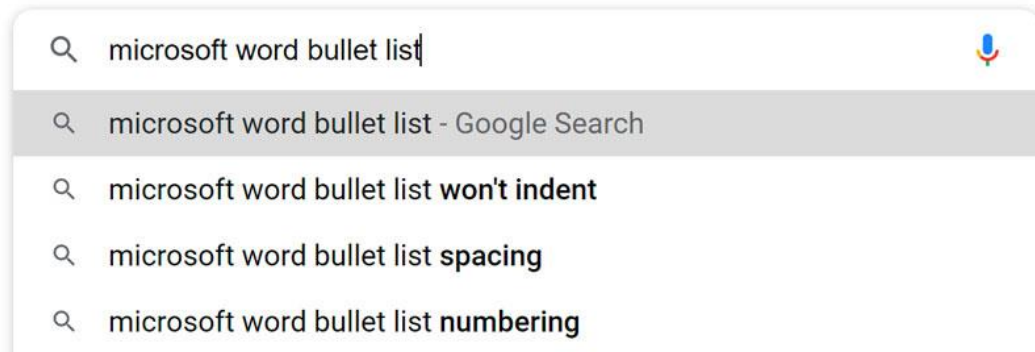 microsoft word bullet list
microsoft word bullet list - Google Search
microsoft word bullet list won't indent
microsoft word bullet list spacing
microsoft word bullet list numbering